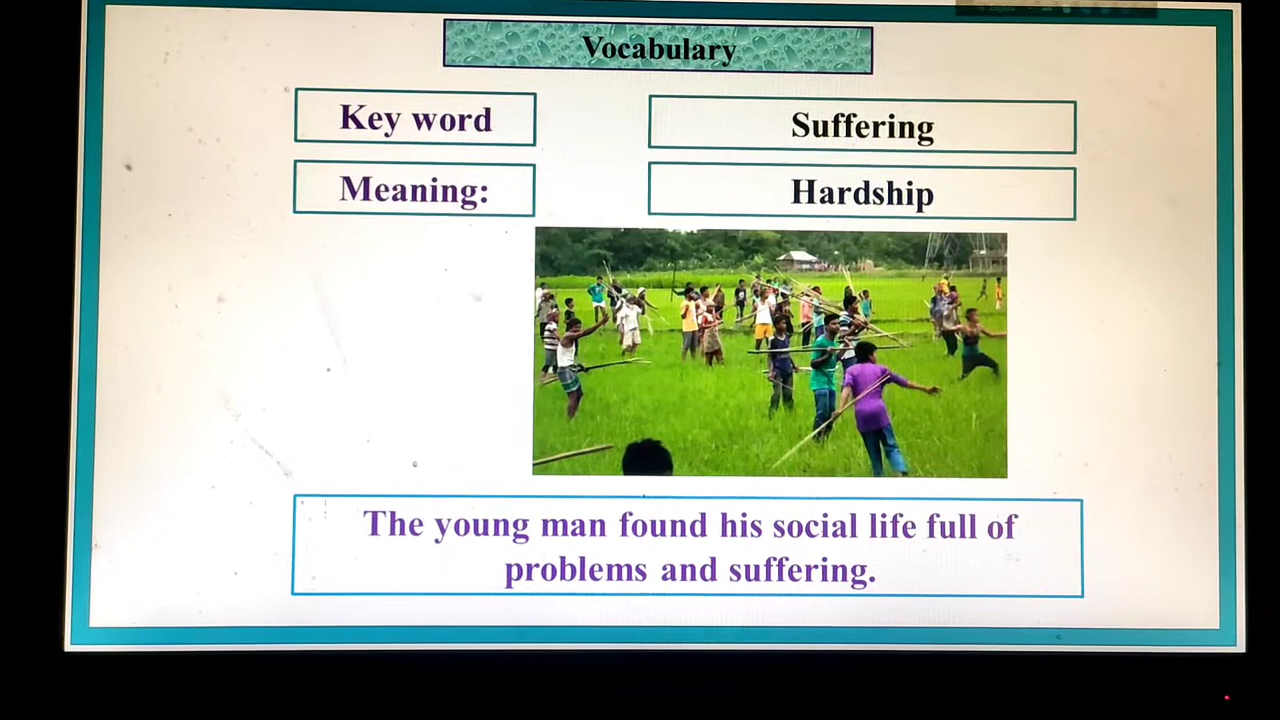 Vocabulary
Key word
Suffering
Meaning:
Hardship
The young man found his social life full of
problems and suffering.